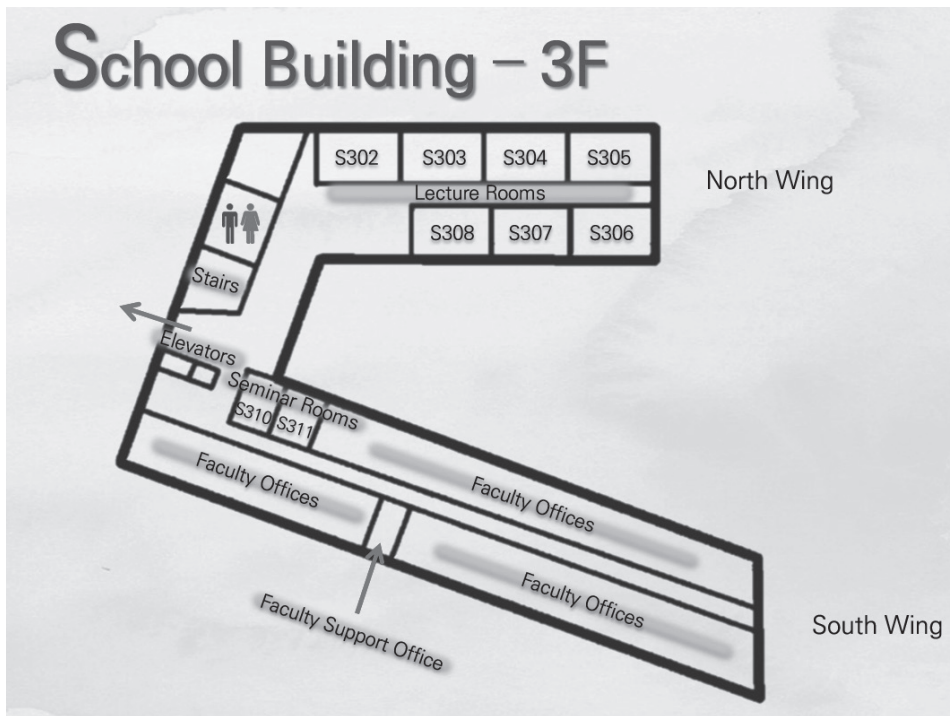 School Building – 3F
S302 S303 S304 S305
Lecture Rooms
North Wing
S308 S307 S306
Stairs
Elevators
Seminar Rooms
S310 S311
Faculty Offices
Faculty Offices
Faculty Offices
Faculty Support Office
South Wing